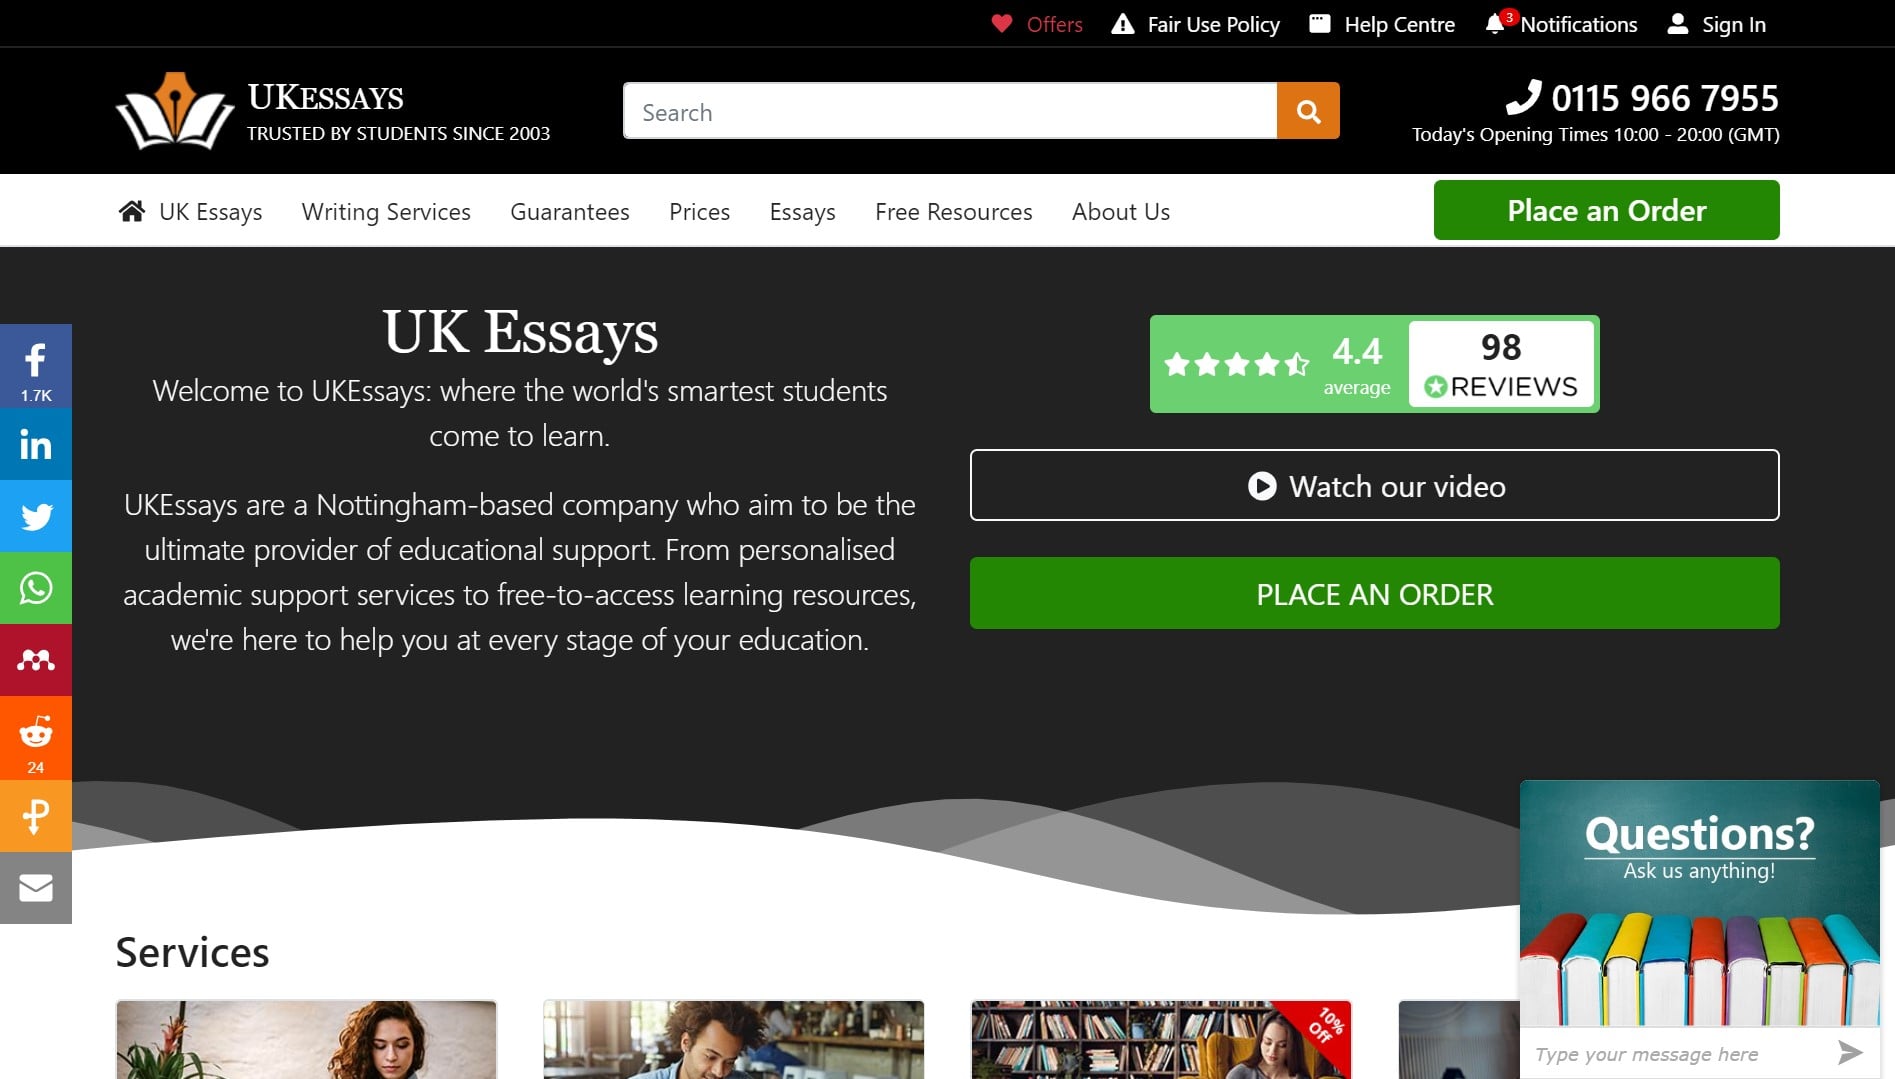 Offers
Fair Use Policy
Help Centre
3
Notifications
Sign In
UKESSAYS
TRUSTED BY STUDENTS SINCE 2003
Search
0115 966 7955
Today's Opening Times 10:00 - 20:00 (GMT)
UK Essays
Writing Services
Guarantees
Prices
Essays
Free Resources
About Us
Place an Order
UK Essays
Welcome to UKEssays: where the world's smartest students
come to learn.
UKEssays are a Nottingham-based company who aim to be the
ultimate provider of educational support. From personalised
academic support services to free-to-access learning resources,
we're here to help you at every stage of your education.
4.4
average
98
REVIEWS
Watch our video
PLACE AN ORDER
1.7K
in
24
Questions?
Ask us anything!
Type your message here
Services
10%
Off